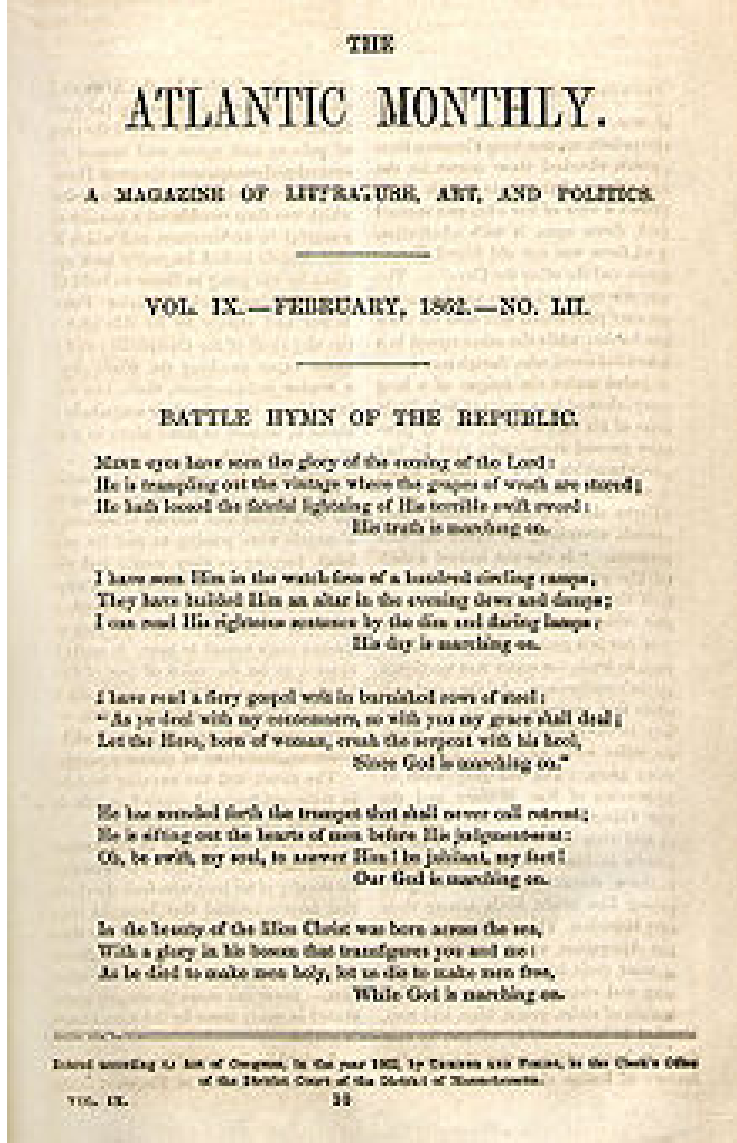 THE
ATLANTIC MONTHLY.
A MAGAZINE OF LITERATURE, ART, AND POLITICS.
VOL. IX.—FEBRUARY, 1862.—NO. LII.
BATTLE HYMN OF THE REPUBLIC.
MINE eyes have seen the glory of the coming of the Lord:
He is trampling out the vintage where the grapes of wrath are stored;
He hath loosed the fateful lightning of His terrible swift sword:
His truth is marching on.
I have seen Him in the watch-fires of a hundred circling camps;
They have builded Him an altar in the evening dews and damps;
I can read His righteous sentence by the dim and flaring lamps:
His day is marching on.
I have read a fiery gospel writ in burnished rows of steel:
"As ye deal with my contemners, so with you my grace shall deal;
Let the Hero, born of woman, crush the serpent with his heel,
Since God is marching on."
He has sounded forth the trumpet that shall never call retreat;
He is sifting out the hearts of men before His judgment-seat:
Oh, be swift, my soul, to answer Him! be jubilant, my feet!
Our God is marching on.
In the beauty of the lilies Christ was born across the sea,
With a glory in his bosom that transfigures you and me:
As he died to make men holy, let us die to make men free,
While God is marching on.
Entered according to Act of Congress, in the year 1862, by TICKNOR AND FIELDS, in the Clerk's Office
of the District Court of the District of Massachusetts.
VOL. IX. 10